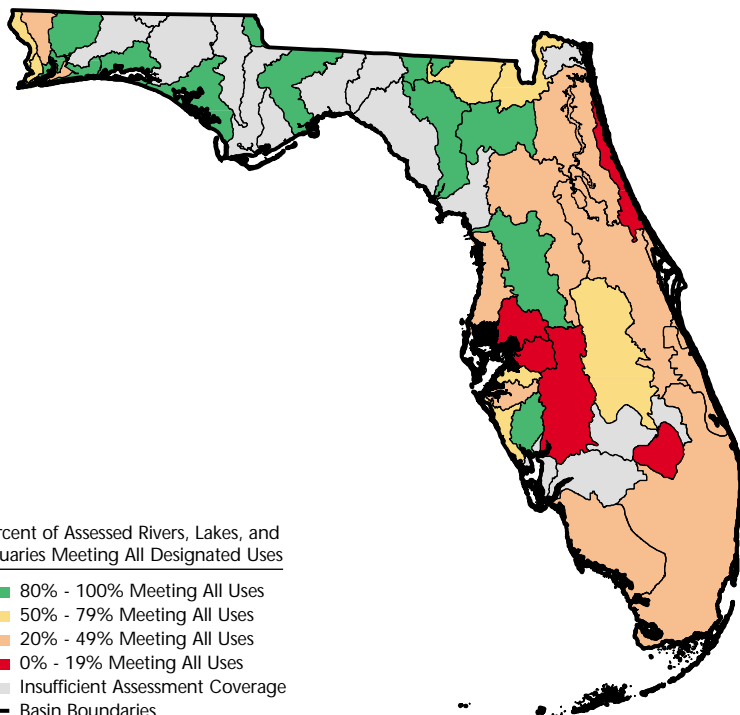 rcent of Assessed Rivers, Lakes, and
uaries Meeting All Designated Uses
80% - 100% Meeting All Uses
50% - 79% Meeting All Uses
20% - 49% Meeting All Uses
0% - 19% Meeting All Uses
Insufficient Assessment Coverage
Basin Boundaries